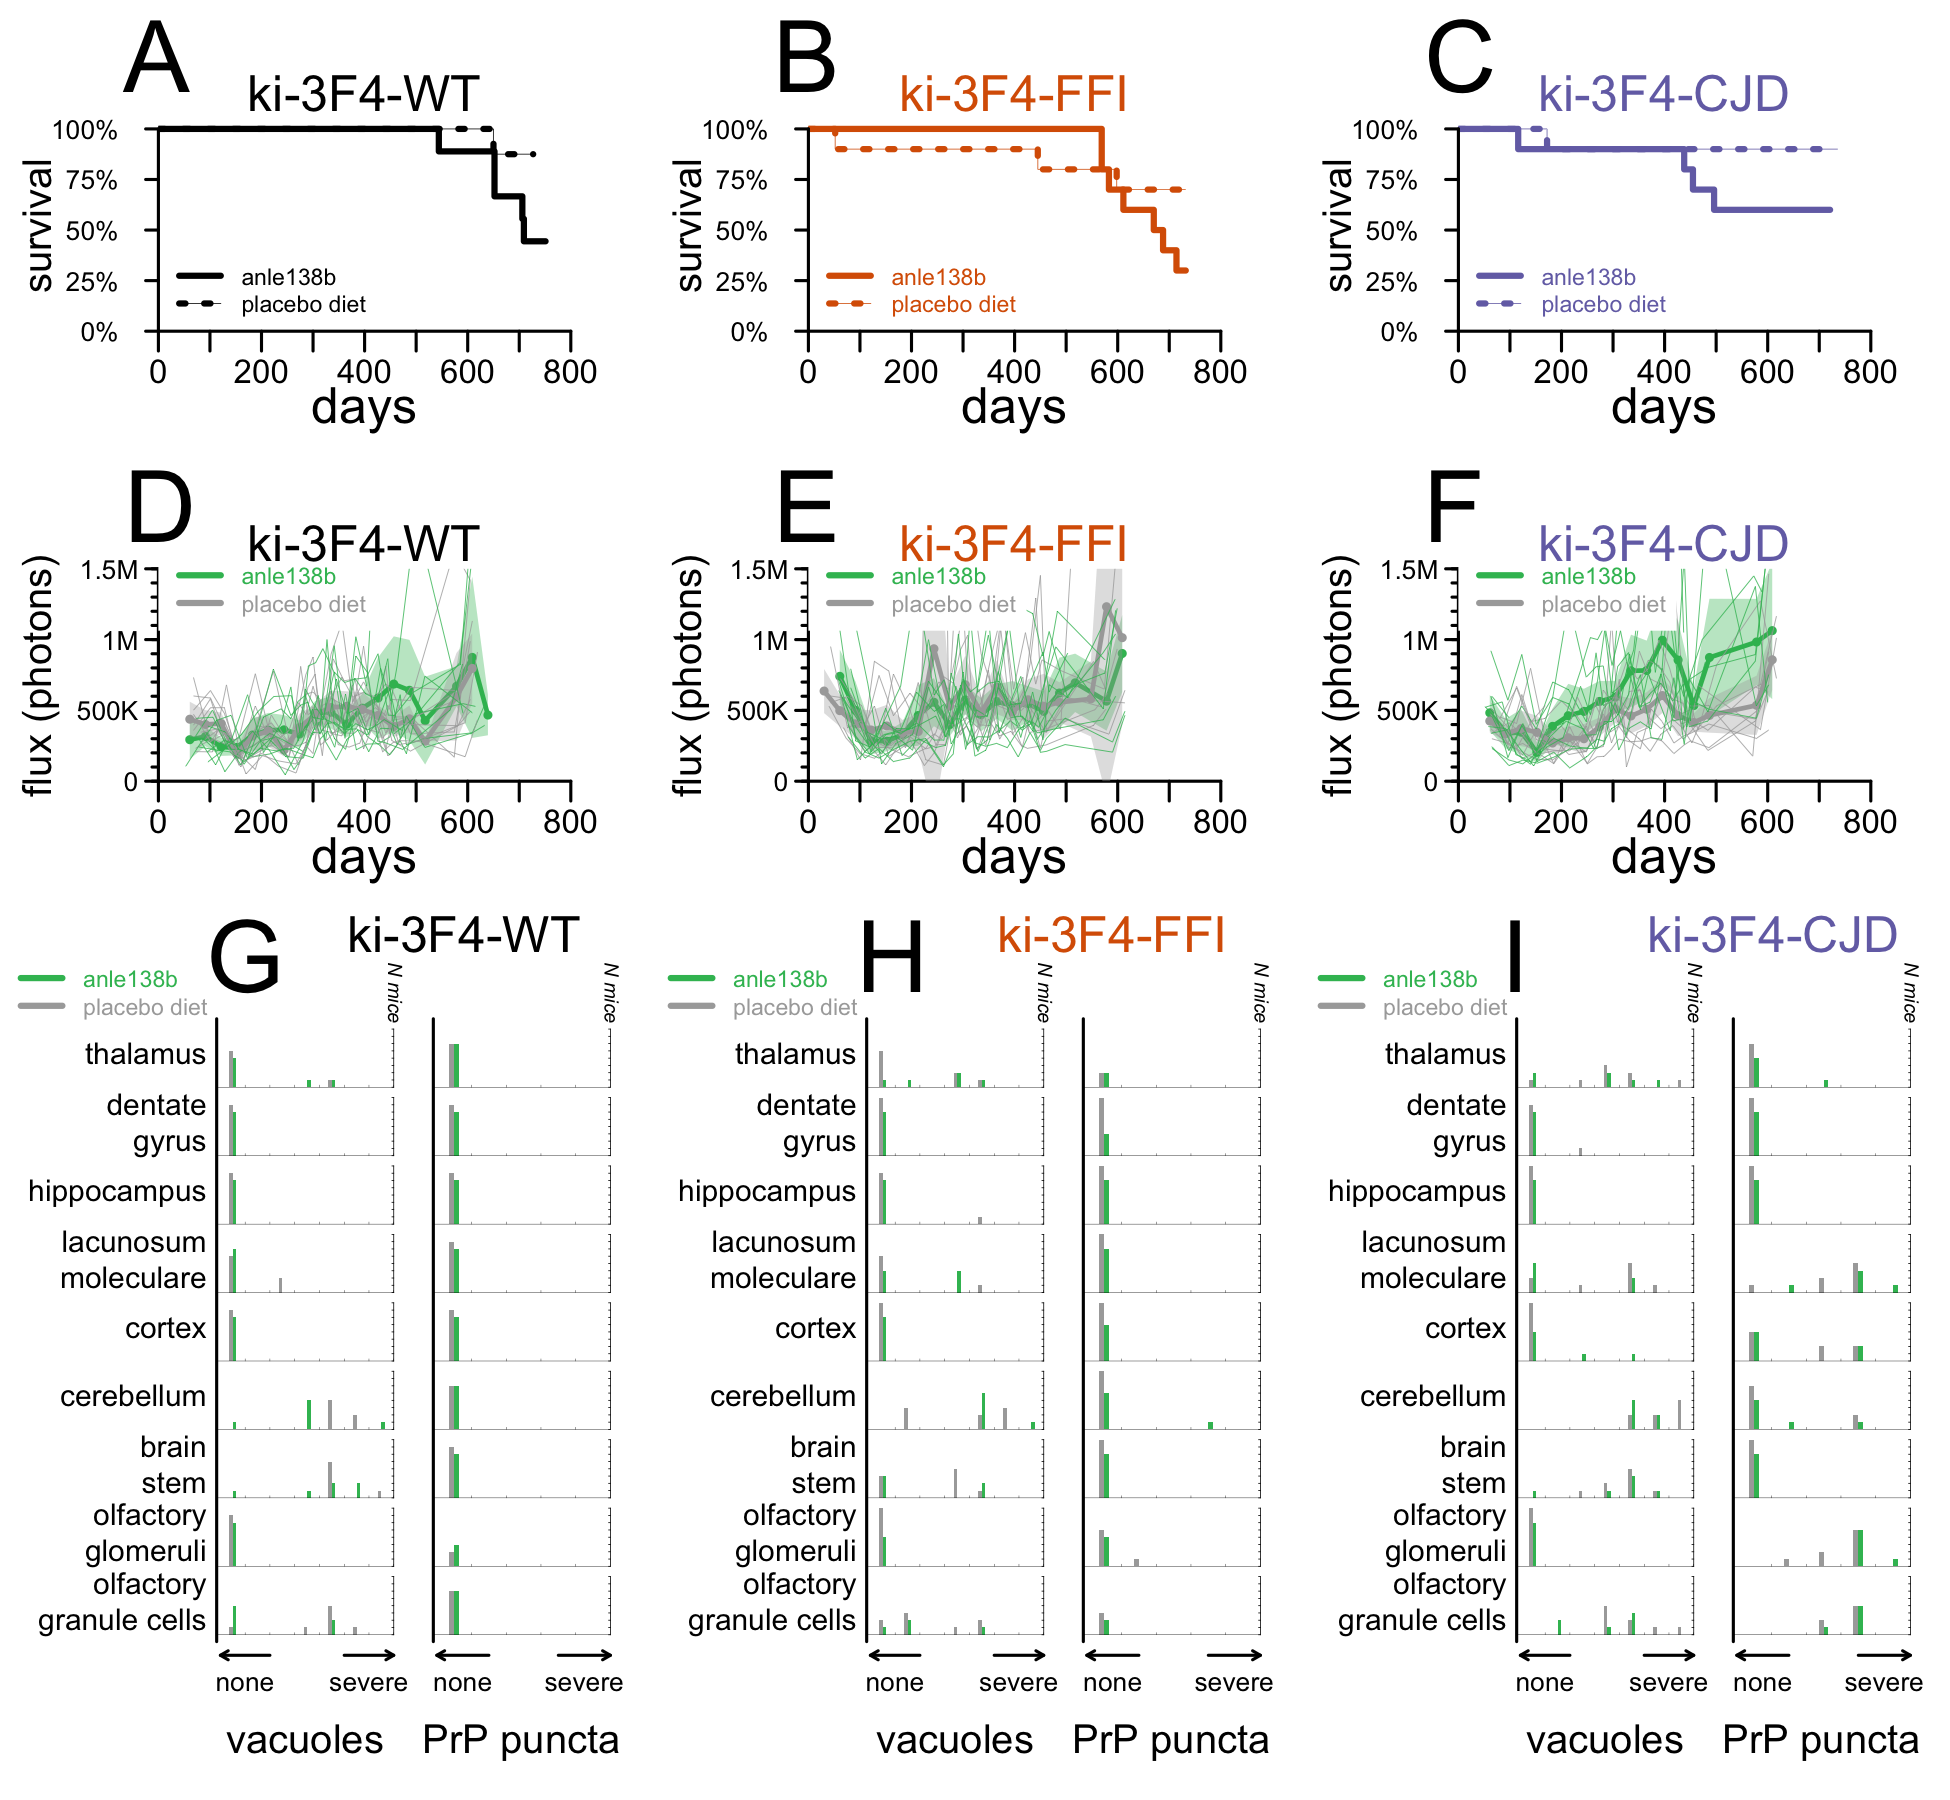 A
ki-3F4-WT
survival
100%
75%
50%
25%
0%
anle138b
placebo diet
0 200 400 600 800
days
B
ki-3F4-FFI
survival
100%
75%
50%
25%
0%
anle138b
placebo diet
0 200 400 600 800
days
C
ki-3F4-CJD
survival
100%
75%
50%
25%
0%
anle138b
placebo diet
0 200 400 600 800
days
D
ki-3F4-WT
flux (photons)
1.5M
1M
500K
0
anle138b
placebo diet
0 200 400 600 800
days
E
ki-3F4-FFI
flux (photons)
1.5M
1M
500K
0
anle138b
placebo diet
0 200 400 600 800
days
F
ki-3F4-CJD
flux (photons)
1.5M
1M
500K
0
anle138b
placebo diet
0 200 400 600 800
days
G
ki-3F4-WT
anle138b
placebo diet
N mice
N mice
thalamus
dentate
gyrus
hippocampus
lacunosum
moleculare
cortex
cerebellum
brain
stem
olfactory
glomeruli
olfactory
granule cells
none severe
none severe
vacuoles
PrP puncta
H
ki-3F4-FFI
anle138b
placebo diet
N mice
N mice
thalamus
dentate
gyrus
hippocampus
lacunosum
moleculare
cortex
cerebellum
brain
stem
olfactory
glomeruli
olfactory
granule cells
none severe
none severe
vacuoles
PrP puncta
I
ki-3F4-CJD
anle138b
placebo diet
N mice
N mice
thalamus
dentate
gyrus
hippocampus
lacunosum
moleculare
cortex
cerebellum
brain
stem
olfactory
glomeruli
olfactory
granule cells
none severe
none severe
vacuoles
PrP puncta